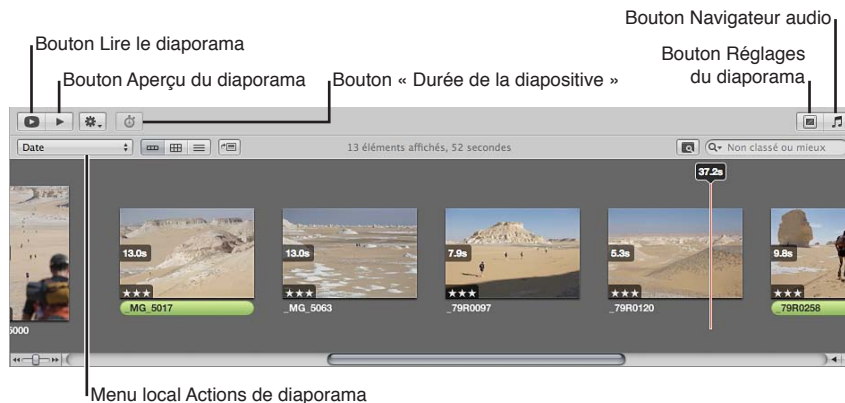 Bouton Navigateur audio
Bouton Lire le diaporama
Bouton Réglages
du diaporama
Bouton Aperçu du diaporama
Bouton « Durée de la diapositive »
Date
13 éléments affichés, 52 secondes
Non classé ou mieux
37.2s
13.0s
13.0s
7.9s
5.3s
9.8s
_MG_5017
_MG_5063
_79R0097
_79R0120
_79R0258
5000
Menu local Actions de diaporama